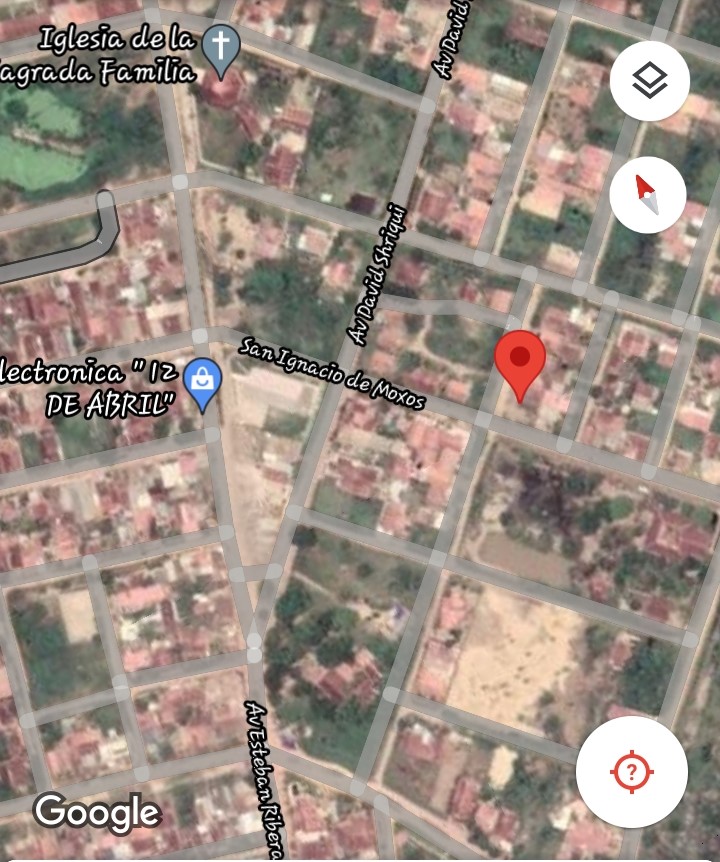 Iglesia de la
agrada Familia
Av David
Av David Shriqui
San Ignacio de Moxos
lectronica "12
DE ABRIL"
Av Esteban Ribera
?
Google